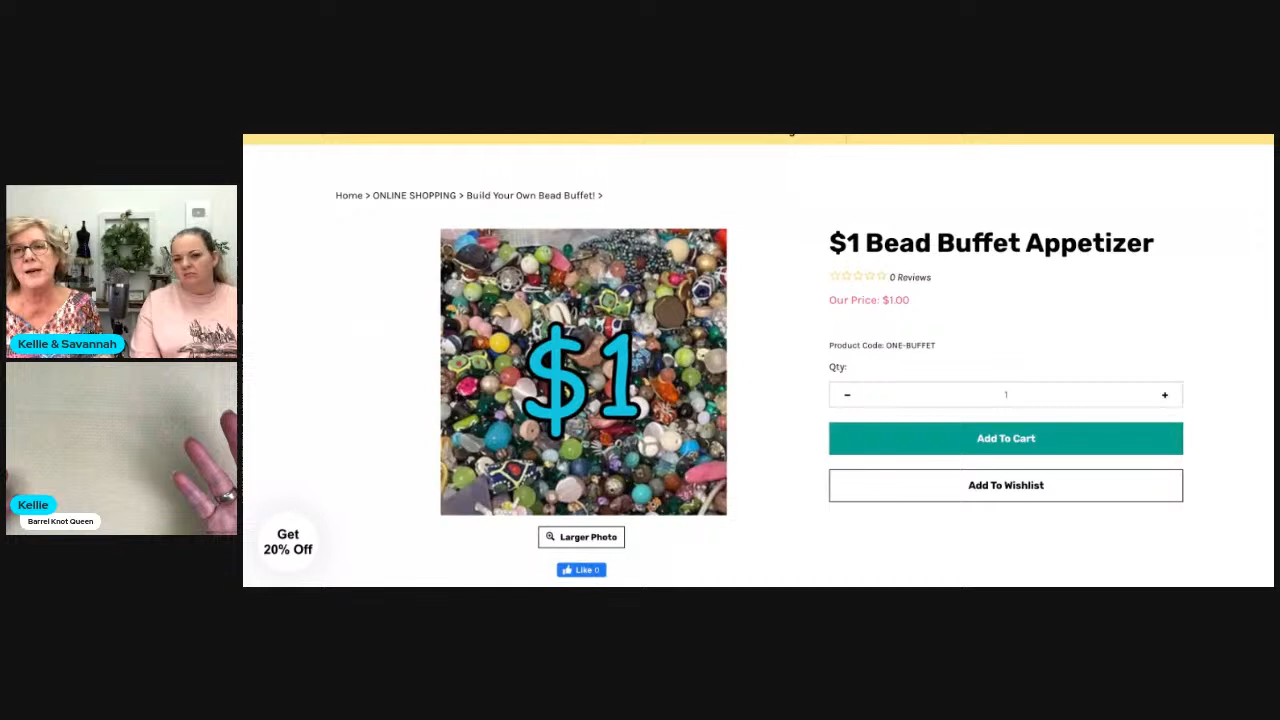 Home > ONLINE SHOPPING > Build Your Own Bead Buffet! >
$1 Bead Buffet Appetizer
0 Reviews
Our Price: $1.00
Product Code: ONE-BUFFET
Qty:
- 1 +
Add To Cart
Add To Wishlist
$1
Larger Photo
Like 0
Get
20% Off
Kellie & Savannah
Kellie
Barrel Knot Queen